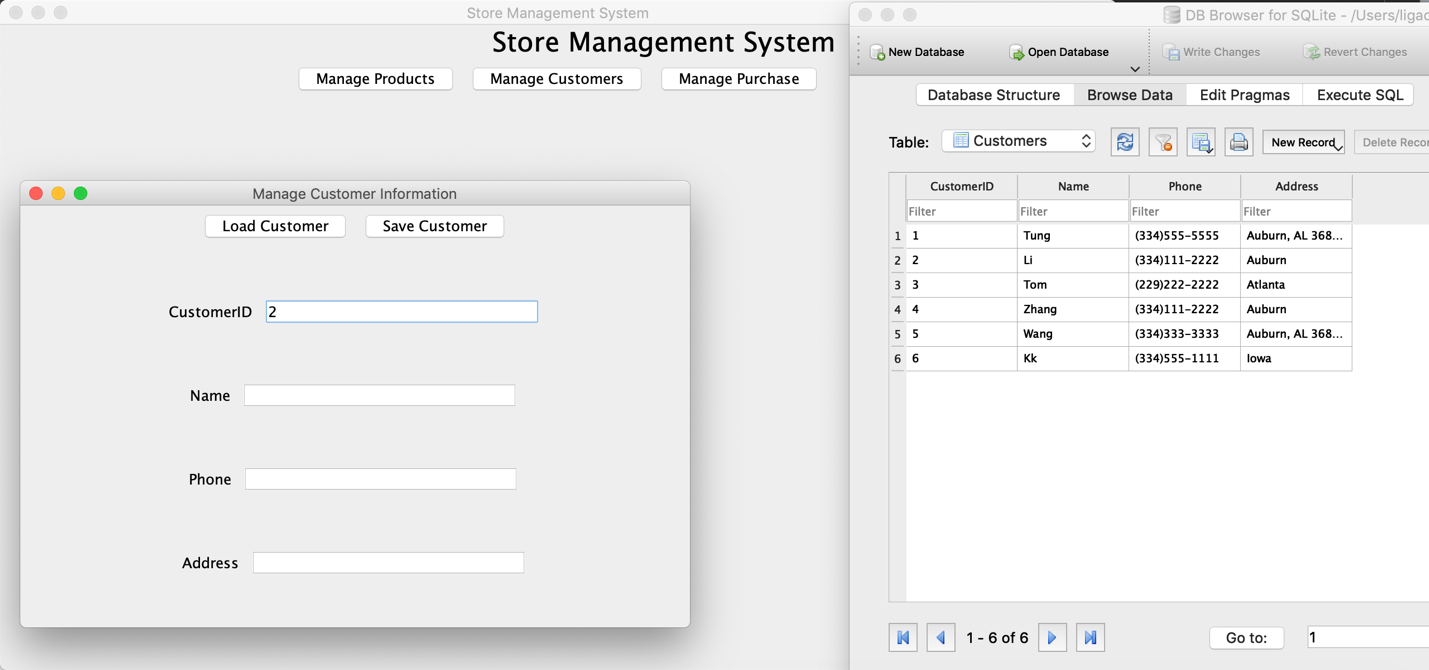 Store Management System
Store Management System
Manage Products Manage Customers Manage Purchase
Manage Customer Information
Load Customer Save Customer
CustomerID 2
Name
Phone
Address
DB Browser for SQLite - /Users/ligao
New Database Open Database Write Changes Revert Changes
Database Structure Browse Data Edit Pragmas Execute SQL
Table: Customers New Record Delete Recor
CustomerID Name Phone Address
Filter Filter Filter Filter
1 1 Tung (334)555-5555 Auburn, AL 368...
2 2 Li (334)111-2222 Auburn
3 3 Tom (229)222-2222 Atlanta
4 4 Zhang (334)111-2222 Auburn
5 5 Wang (334)333-3333 Auburn, AL 368...
6 6 Kk (334)555-1111 Iowa
1 - 6 of 6 Go to: 1